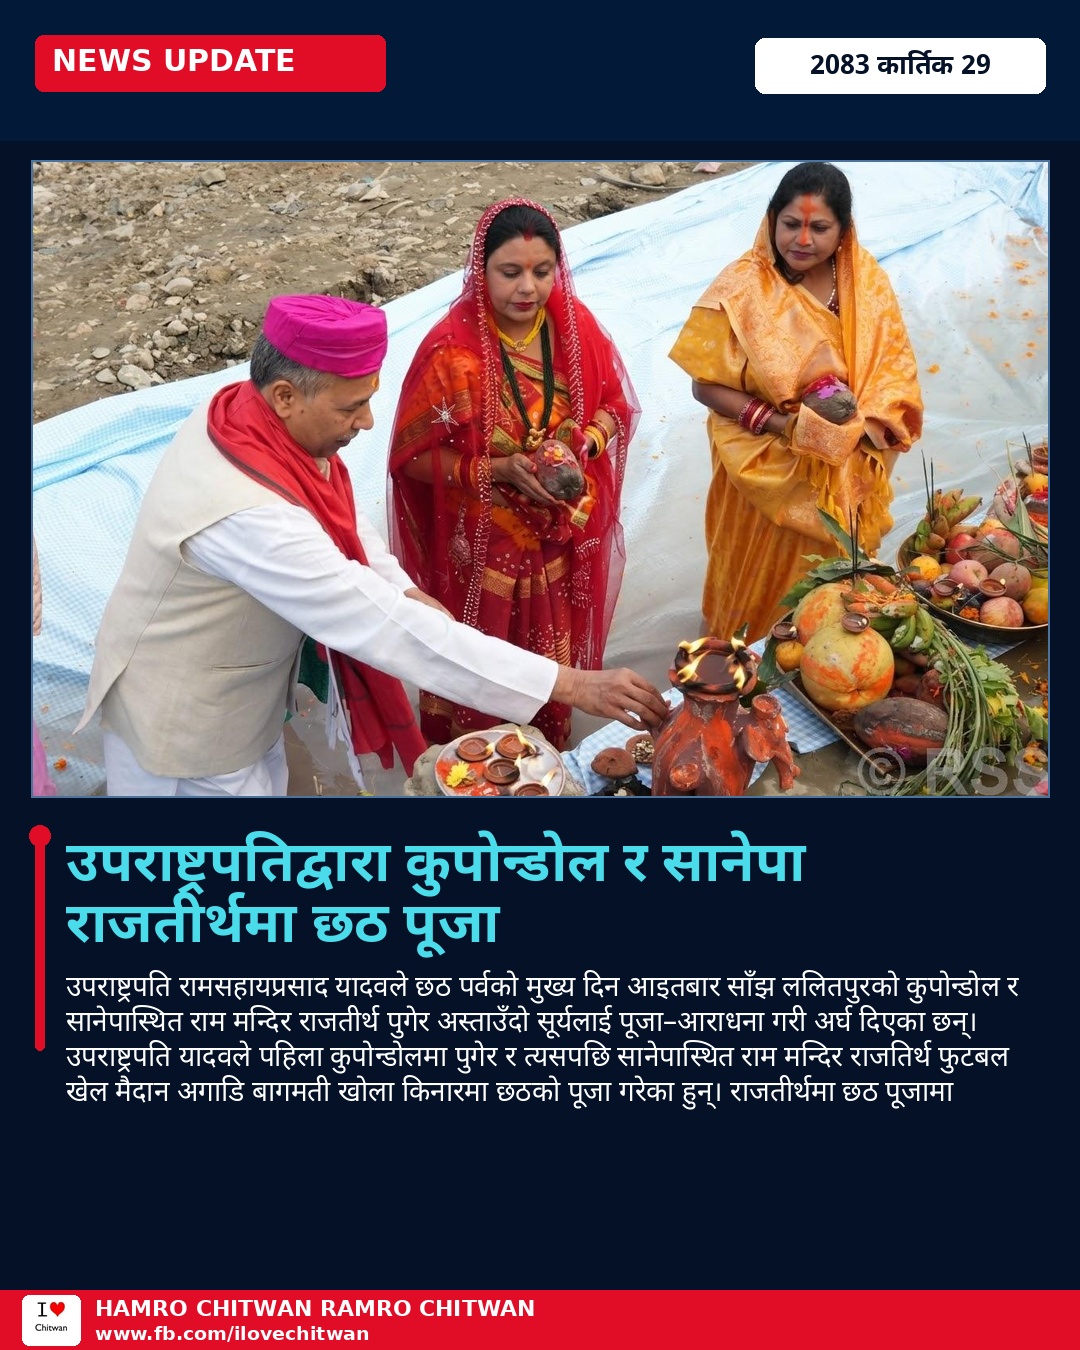 NEWS UPDATE
2083 कार्तिक 29
© RSS
उपराष्ट्रपतिद्वारा कुपोन्डोल र सानेपा
राजतीर्थमा छठ पूजा
उपराष्ट्रपति रामसहायप्रसाद यादवले छठ पर्वको मुख्य दिन आइतबार साँझ ललितपुरको कुपोन्डोल र
सानेपास्थित राम मन्दिर राजतीर्थ पुगेर अस्ताउँदो सूर्यलाई पूजा–आराधना गरी अर्घ दिएका छन्।
उपराष्ट्रपति यादवले पहिला कुपोन्डोलमा पुगेर र त्यसपछि सानेपास्थित राम मन्दिर राजतिर्थ फुटबल
खेल मैदान अगाडि बागमती खोला किनारमा छठको पूजा गरेका हुन्। राजतीर्थमा छठ पूजामा
I♥
Chitwan
HAMRO CHITWAN RAMRO CHITWAN
www.fb.com/ilovechitwan